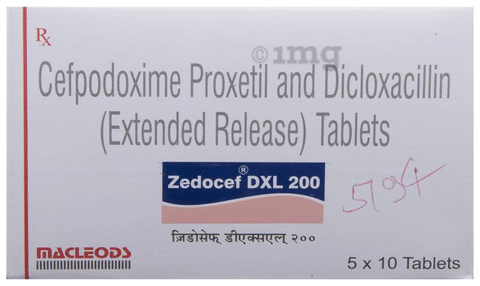 Rx
©1mg
Cefpodoxime Proxetil and Dicloxacillin
(Extended Release) Tablets
Zedocef® DXL 200
ज़िडोसेफ् डीएक्सएल् २००
MACLEODS
5 x 10 Tablets